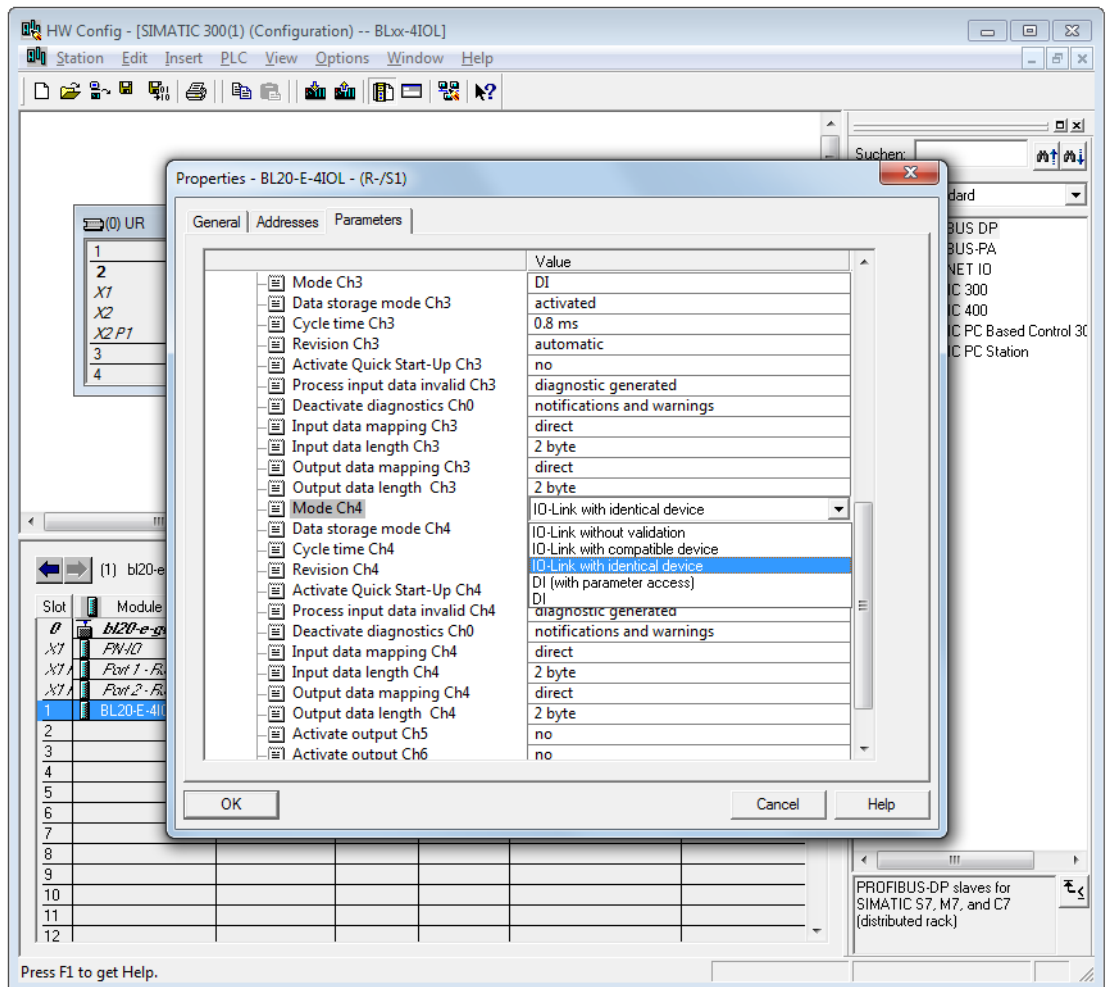 HW Config - [SIMATIC 300(1) (Configuration) -- BLxx-4IOL]
Station Edit Insert PLC View Options Window Help
Suchen:
Properties - BL20-E-4IOL - (R-/S1)
General Addresses Parameters
Value
Mode Ch3 DI
Data storage mode Ch3 activated
Cycle time Ch3 0.8 ms
Revision Ch3 automatic
Activate Quick Start-Up Ch3 no
Process input data invalid Ch3 diagnostic generated
Deactivate diagnostics Ch0 notifications and warnings
Input data mapping Ch3 direct
Input data length Ch3 2 byte
Output data mapping Ch3 direct
Output data length Ch3 2 byte
Mode Ch4 IO-Link with identical device
Data storage mode Ch4
Cycle time Ch4
Revision Ch4
Activate Quick Start-Up Ch4
IO-Link without validation
IO-Link with compatible device
IO-Link with identical device
DI (with parameter access)
DI
Process input data invalid Ch4 diagnostic generated
Deactivate diagnostics Ch0 notifications and warnings
Input data mapping Ch4 direct
Input data length Ch4 2 byte
Output data mapping Ch4 direct
Output data length Ch4 2 byte
Activate output Ch5 no
Activate output Ch6 no
OK Cancel Help
(0) UR
1
2
X1
X2
X2 P1
3
4
dard
BUS DP
BUS-PA
NET IO
IC 300
IC 400
IC PC Based Control 30
IC PC Station
(1) bl20-e
Slot Module
0 bl20-e-g
X1 PN-IO
X1 Port 1 - R
X1 Port 2 - R
1 BL20-E-4IO
2
3
4
5
6
7
8
9
10
11
12
PROFIBUS-DP slaves for
SIMATIC S7, M7, and C7
(distributed rack)
Press F1 to get Help.